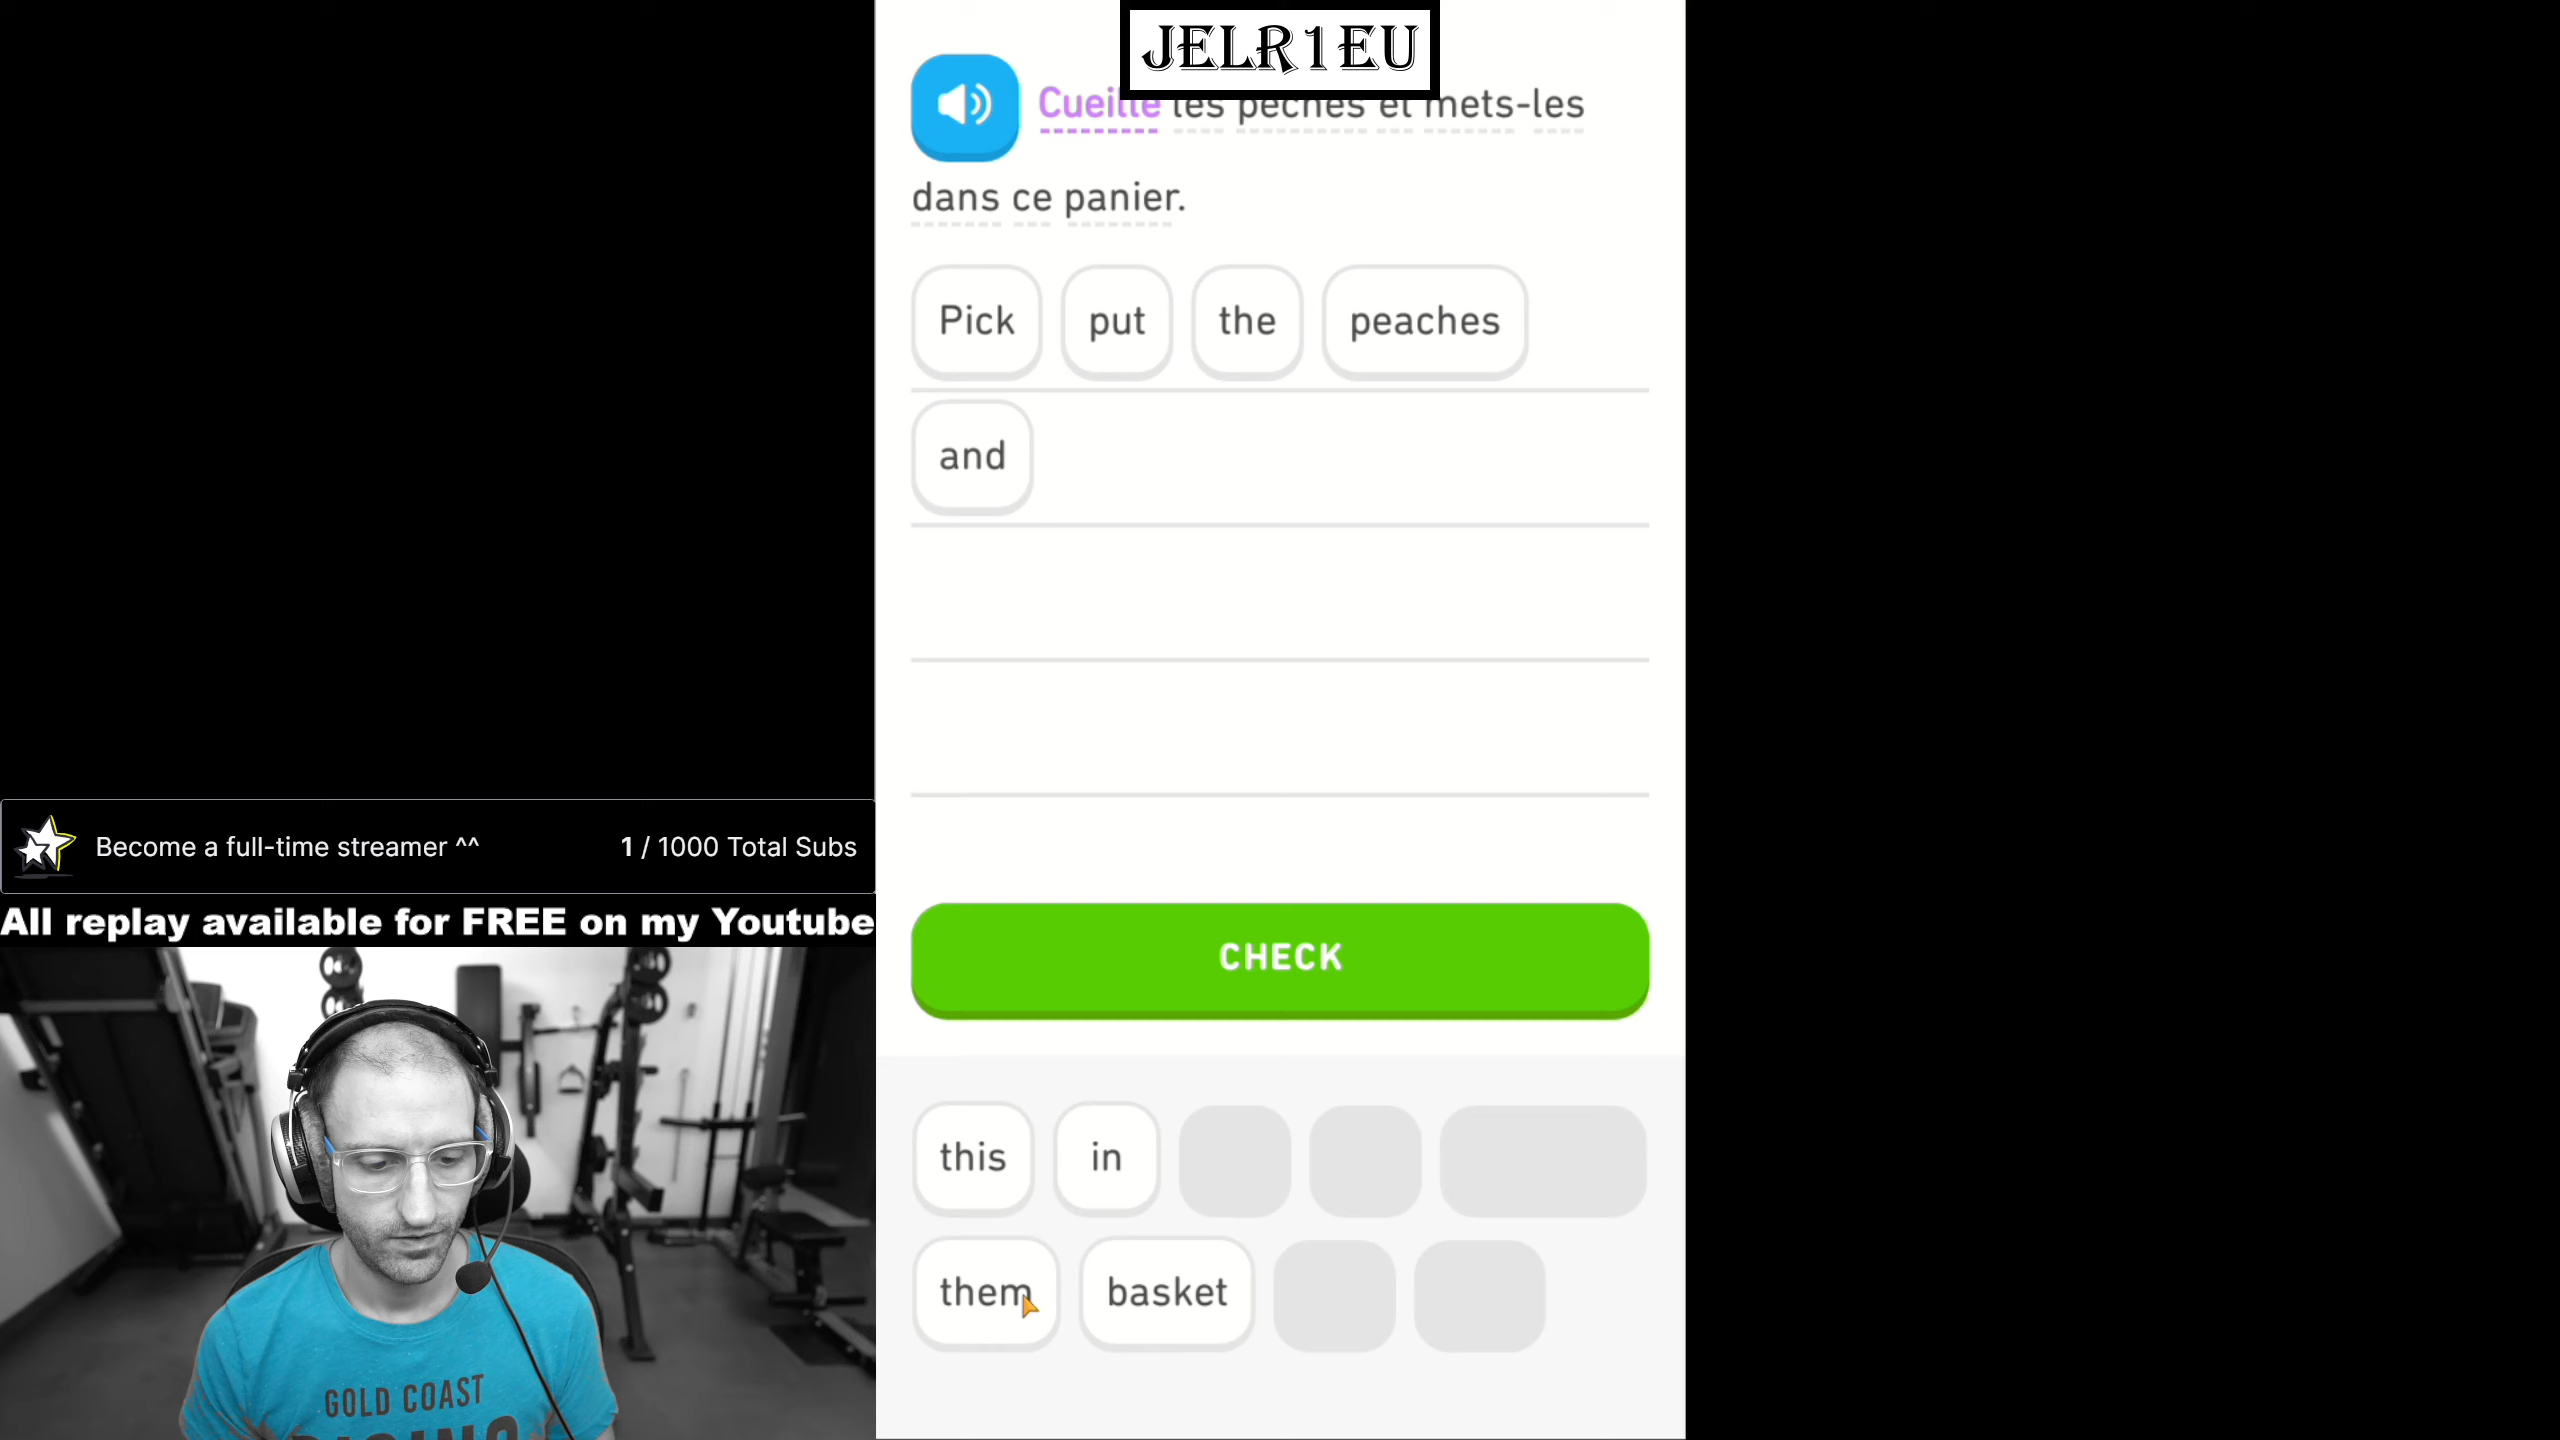 JELR1EU
Cueille les pêches et mets-les
dans ce panier.
Pick put the peaches
and
CHECK
this in
them basket
Become a full-time streamer ^^ 1 / 1000 Total Subs
All replay available for FREE on my Youtube
GOLD COAST